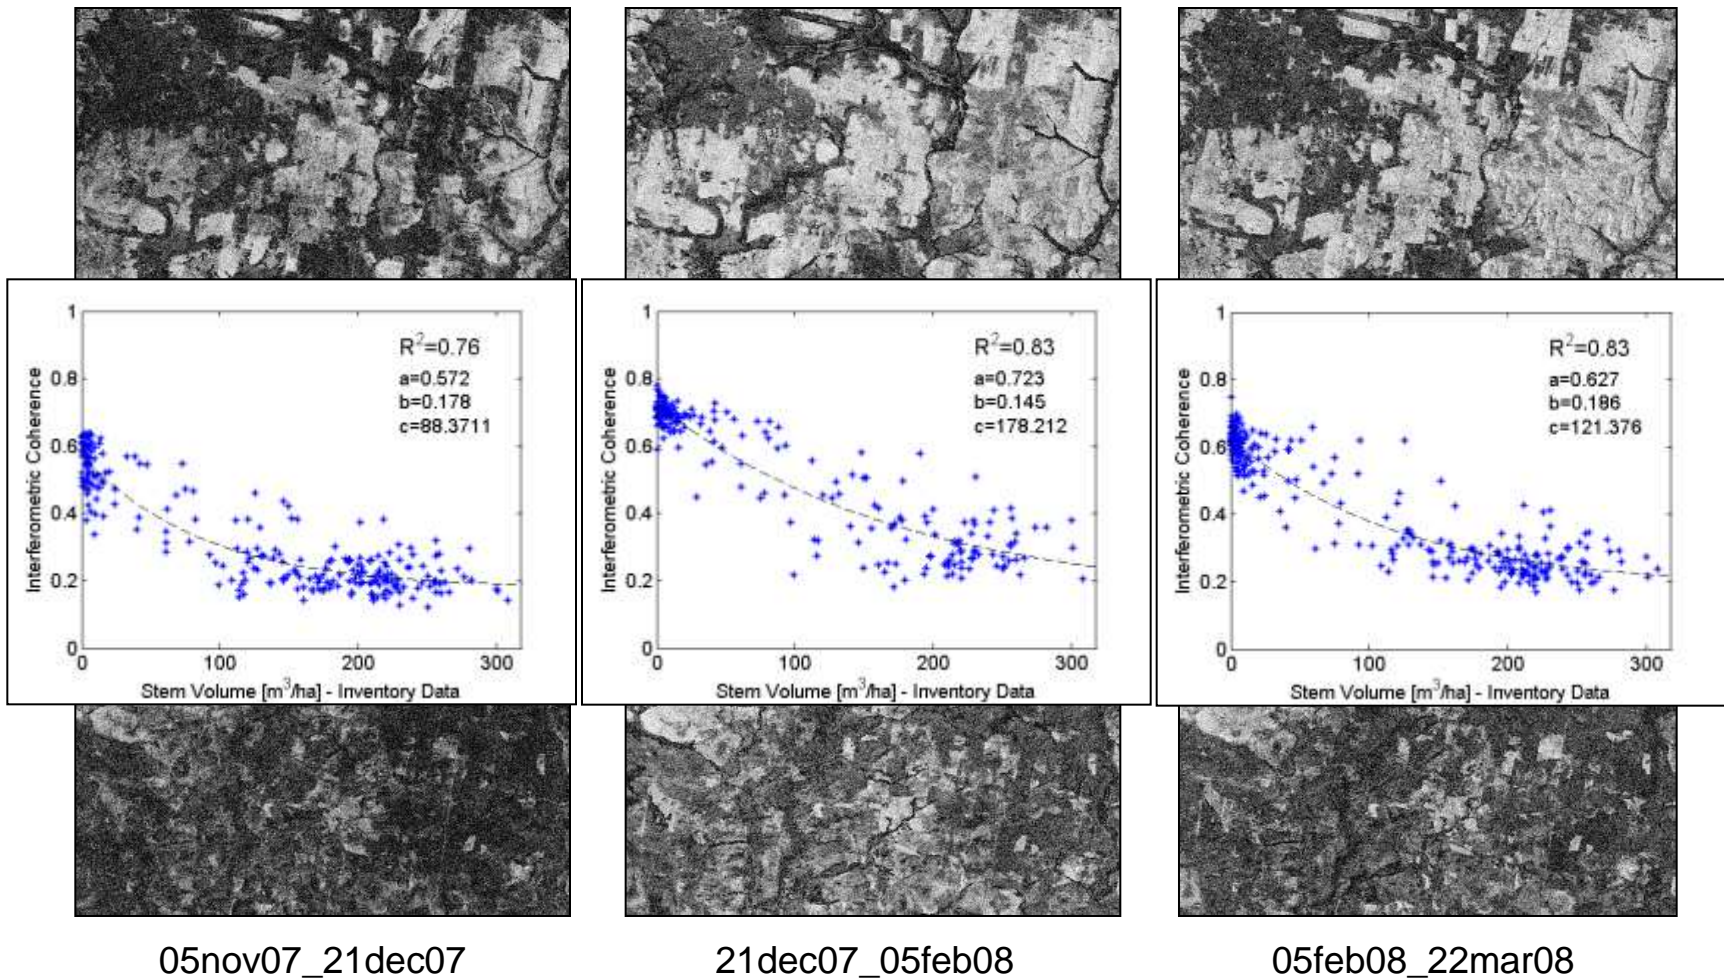 1
0.8
0.6
0.4
0.2
0
0 100 200 300
Interferometric Coherence
R²=0.76
a=0.572
b=0.178
c=88.3711
Stem Volume [m³/ha] - Inventory Data
1
0.8
0.6
0.4
0.2
0
0 100 200 300
Interferometric Coherence
R²=0.83
a=0.723
b=0.145
c=178.212
Stem Volume [m³/ha] - Inventory Data
1
0.8
0.6
0.4
0.2
0
0 100 200 300
Interferometric Coherence
R²=0.83
a=0.627
b=0.186
c=121.376
Stem Volume [m³/ha] - Inventory Data
05nov07_21dec07
21dec07_05feb08
05feb08_22mar08